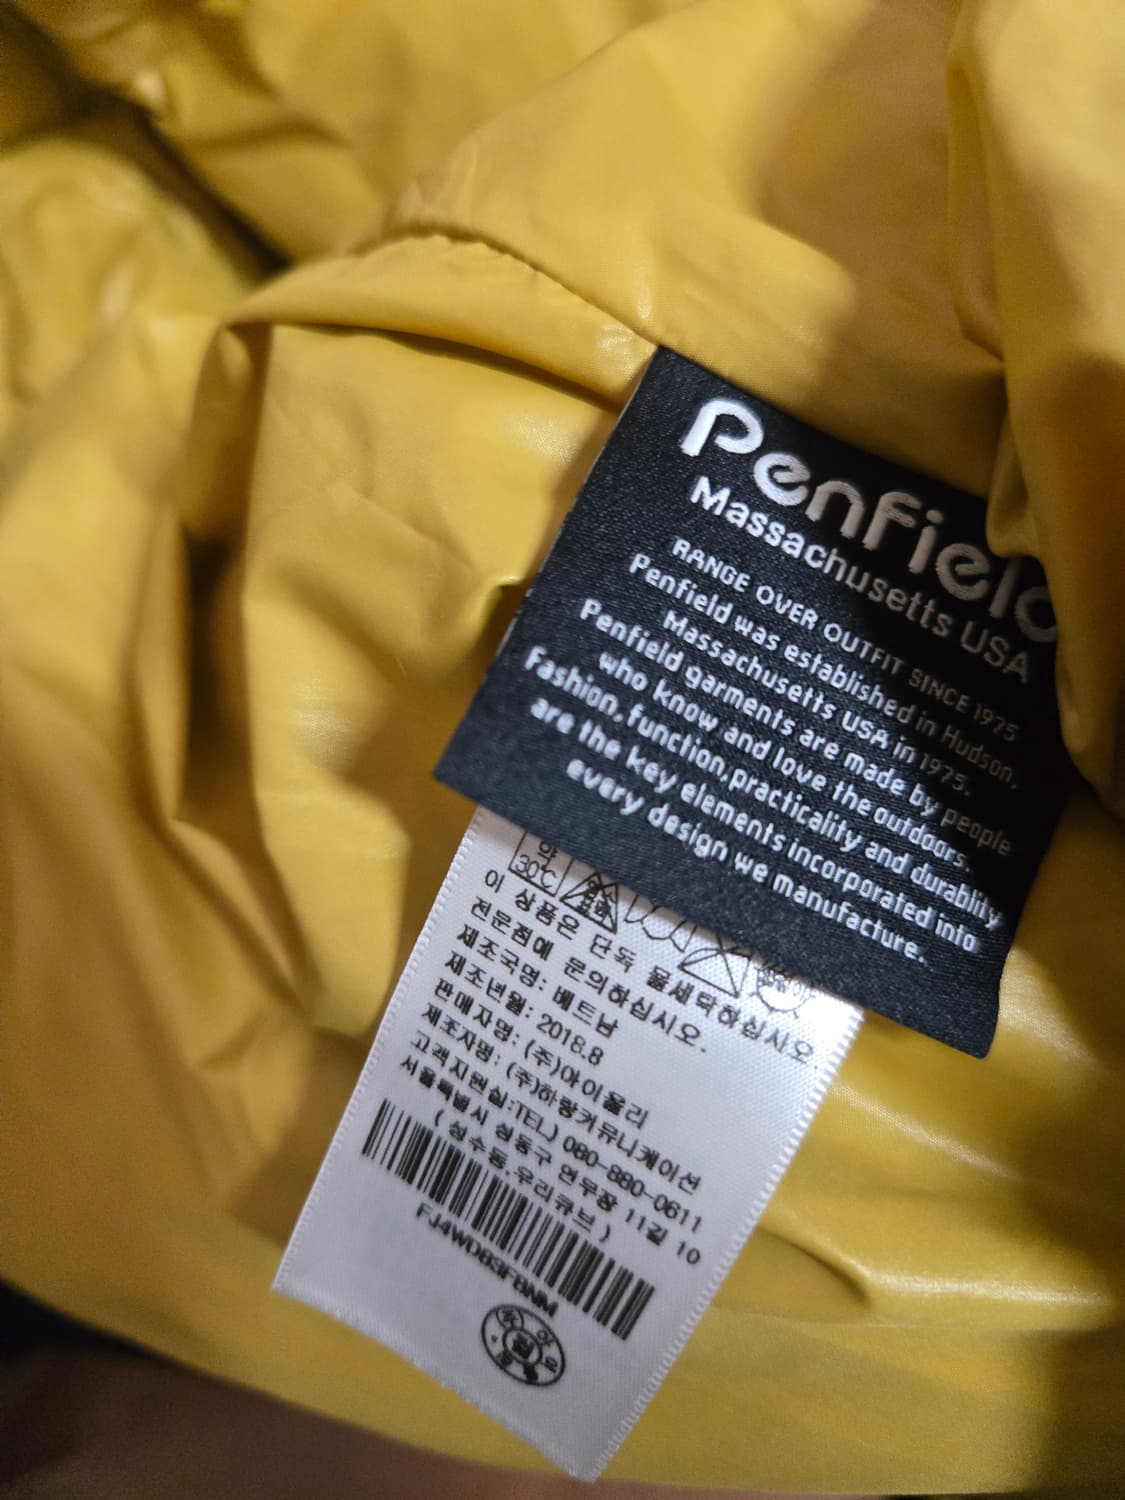 Penfield
Massachusetts USA
RANGE OVER OUTFIT SINCE 1975
Penfield was established in Hudson,
Massachusetts USA in 1975.
Penfield garments are made by people
who know and love the outdoors.
Fashion,function,practicality and durablity
are the key elements incorporated into
every design we manufacture.
약
30℃
이 상품은 단독 물세탁하십시오.
전문점에 문의하십시오.
제조국명: 베트남
제조년월: 2018.8
판매자명: (주)아이올리
제조자명: (주)하랑커뮤니케이션
고객지원실:TEL) 080-880-0611
서울특별시 성동구 연무장 11길 10
( 성수동,우리큐브 )
FJ4WD83F8NM